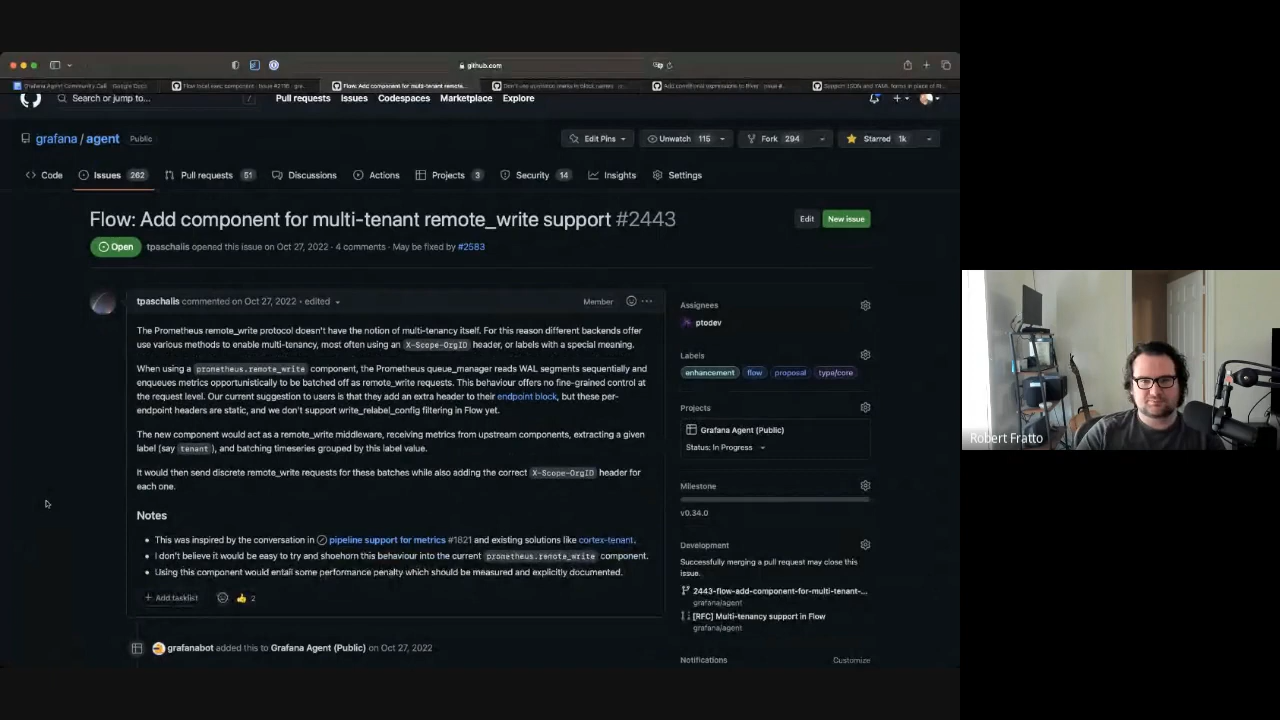 github.com
Grafana Agent Community Call - Google Docs
Flow: Add component for multi-tenant remote_write...
Search or jump to...
/
Pull requests
Issues
Codespaces
Marketplace
Explore
grafana / agent
Public
Edit Pins
Unwatch 115
Fork 294
Starred 1k
Code
Issues 262
Pull requests 51
Discussions
Actions
Projects 3
Security 14
Insights
Settings
Flow: Add component for multi-tenant remote_write support #2443
Edit
New issue
Open
tpaschalis opened this issue on Oct 27, 2022 · 4 comments · May be fixed by #2583
tpaschalis commented on Oct 27, 2022 • edited
Member
The Prometheus remote_write protocol doesn't have the notion of multi-tenancy itself. For this reason different backends offer
use various methods to enable multi-tenancy, most often using an X-Scope-OrgID header, or labels with a special meaning.
When using a prometheus.remote_write component, the Prometheus queue_manager reads WAL segments sequentially and
enqueues metrics opportunistically to be batched off as remote_write requests. This behaviour offers no fine-grained control at
the request level. Our current suggestion to users is that they add an extra header to their endpoint block, but these per-
endpoint headers are static, and we don't support write_relabel_config filtering in Flow yet.
The new component would act as a remote_write middleware, receiving metrics from upstream components, extracting a given
label (say tenant), and batching timeseries grouped by this label value.
It would then send discrete remote_write requests for these batches while also adding the correct X-Scope-OrgID header for
each one.
Notes
• This was inspired by the conversation in pipeline support for metrics #1821 and existing solutions like cortex-tenant.
• I don't believe it would be easy to try and shoehorn this behaviour into the current prometheus.remote_write component.
• Using this component would entail some performance penalty which should be measured and explicitly documented.
+ Add tasklist
👍 2
grafanabot added this to Grafana Agent (Public) on Oct 27, 2022
Assignees
ptodev
Labels
enhancement
flow
proposal
type/core
Projects
Grafana Agent (Public)
Status: In Progress
Milestone
v0.34.0
Development
Successfully merging a pull request may close this
issue.
2443-flow-add-component-for-multi-tenant-...
grafana/agent
[RFC] Multi-tenancy support in Flow
grafana/agent
Notifications
Customize
Robert Fratto